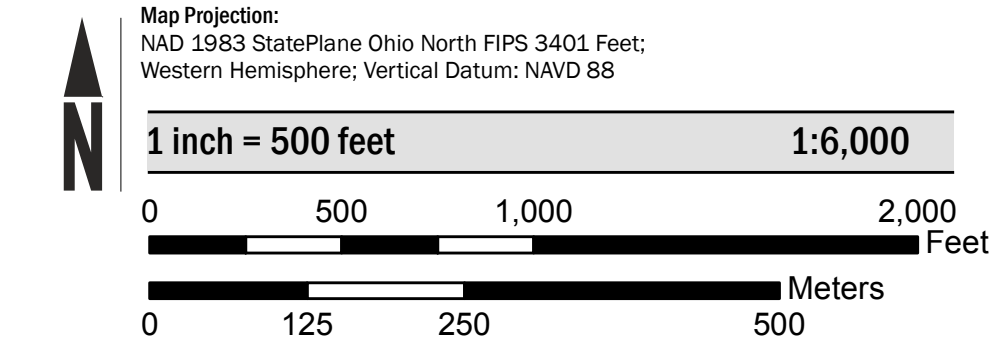 Map Projection:
NAD 1983 StatePlane Ohio North FIPS 3401 Feet;
Western Hemisphere; Vertical Datum: NAVD 88
N
1 inch = 500 feet 1:6,000
0 500 1,000 2,000
Feet
Meters
0 125 250 500